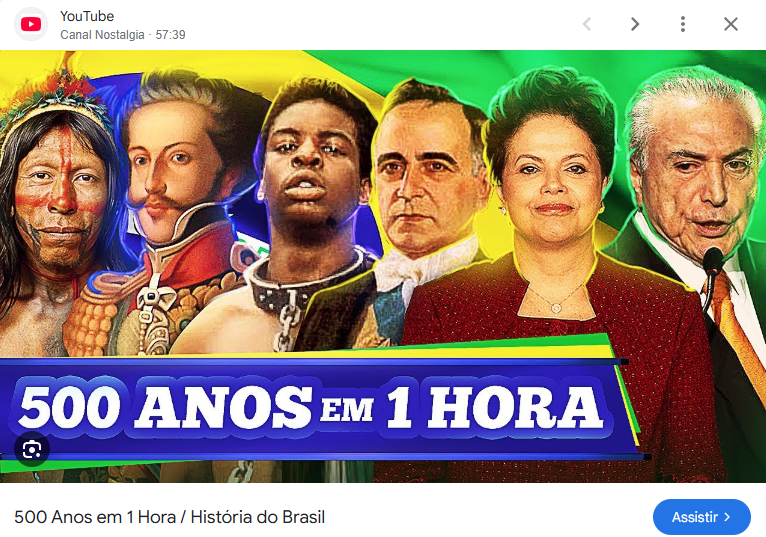 YouTube
Canal Nostalgia · 57:39
500 ANOS EM 1 HORA
500 Anos em 1 Hora / História do Brasil
Assistir